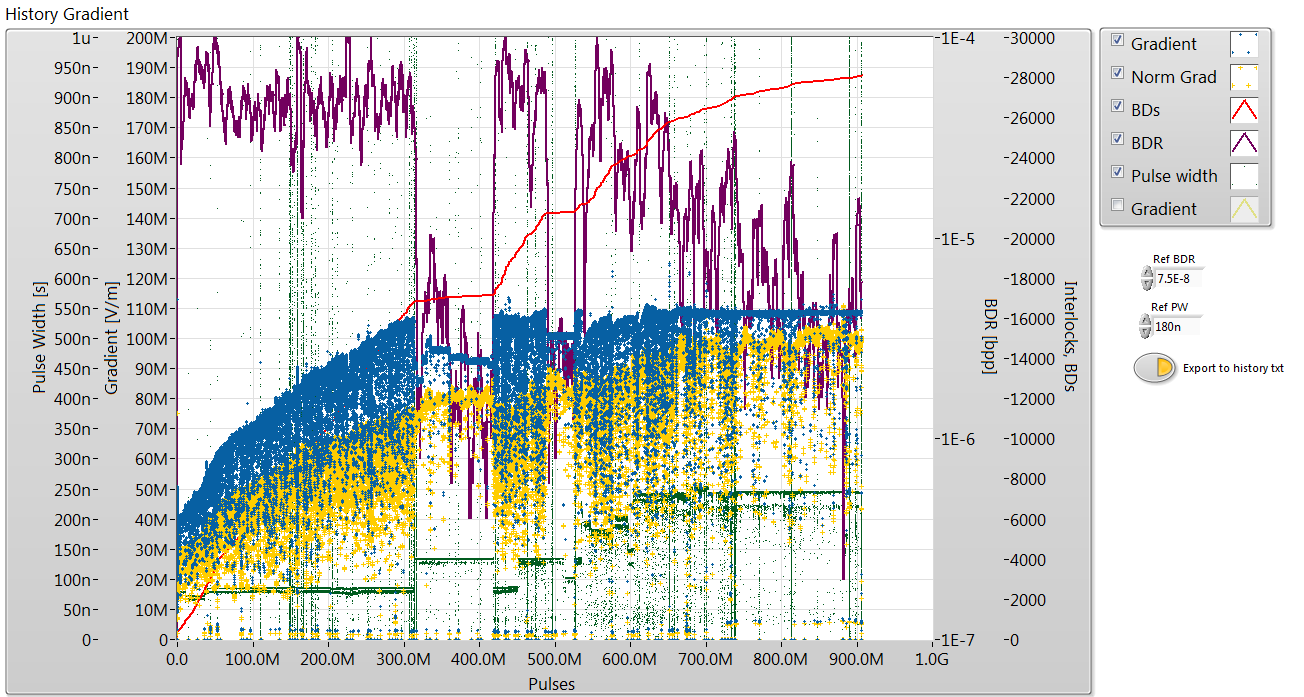 History Gradient
1u
950n
900n
850n
800n
750n
700n
650n
600n
550n
500n
450n
400n
350n
300n
250n
200n
150n
100n
50n
0
Pulse Width [s]
200M
190M
180M
170M
160M
150M
140M
130M
120M
110M
100M
90M
80M
70M
60M
50M
40M
30M
20M
10M
0
Gradient [V/m]
0.0
100.0M
200.0M
300.0M
400.0M
500.0M
600.0M
700.0M
800.0M
900.0M
1.0G
Pulses
1E-4
1E-5
1E-6
1E-7
BDR [bpp]
30000
28000
26000
24000
22000
20000
18000
16000
14000
12000
10000
8000
6000
4000
2000
0
Interlocks, BDs
Gradient
Norm Grad
BDs
BDR
Pulse width
Gradient
Ref BDR
7.5E-8
Ref PW
180n
Export to history txt